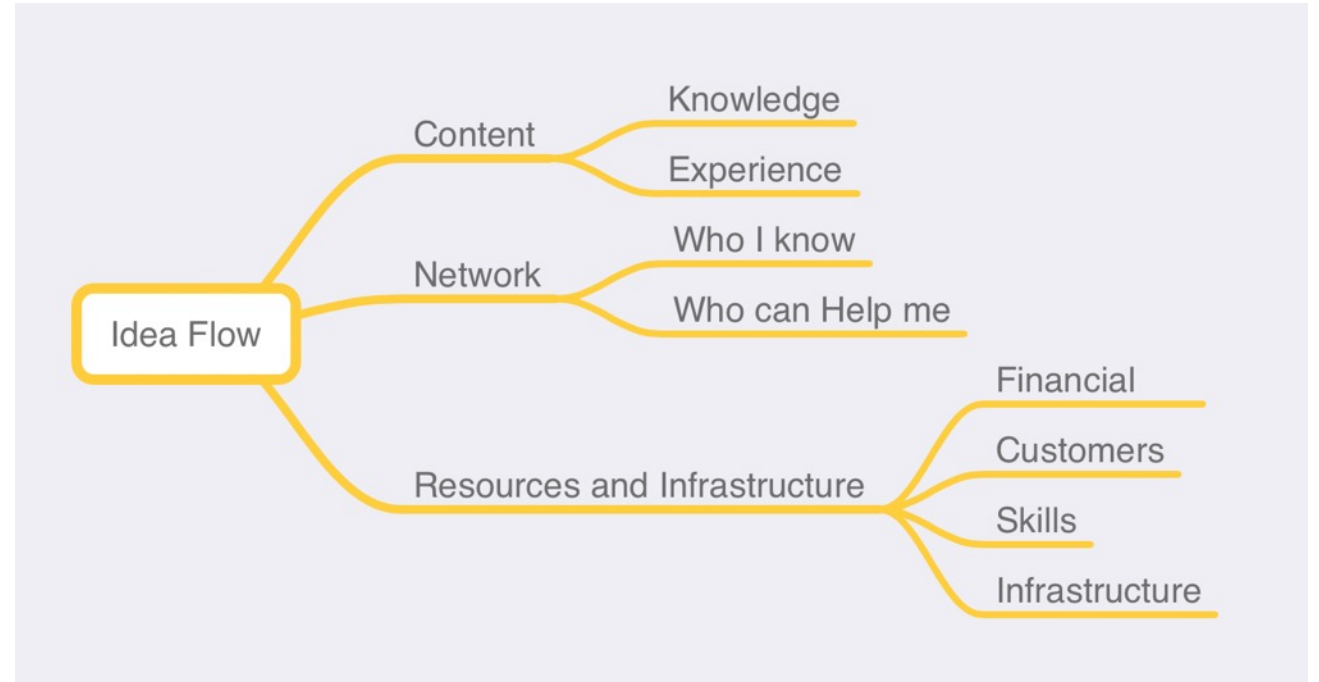 Idea Flow
Content
Knowledge
Experience
Network
Who I know
Who can Help me
Resources and Infrastructure
Financial
Customers
Skills
Infrastructure